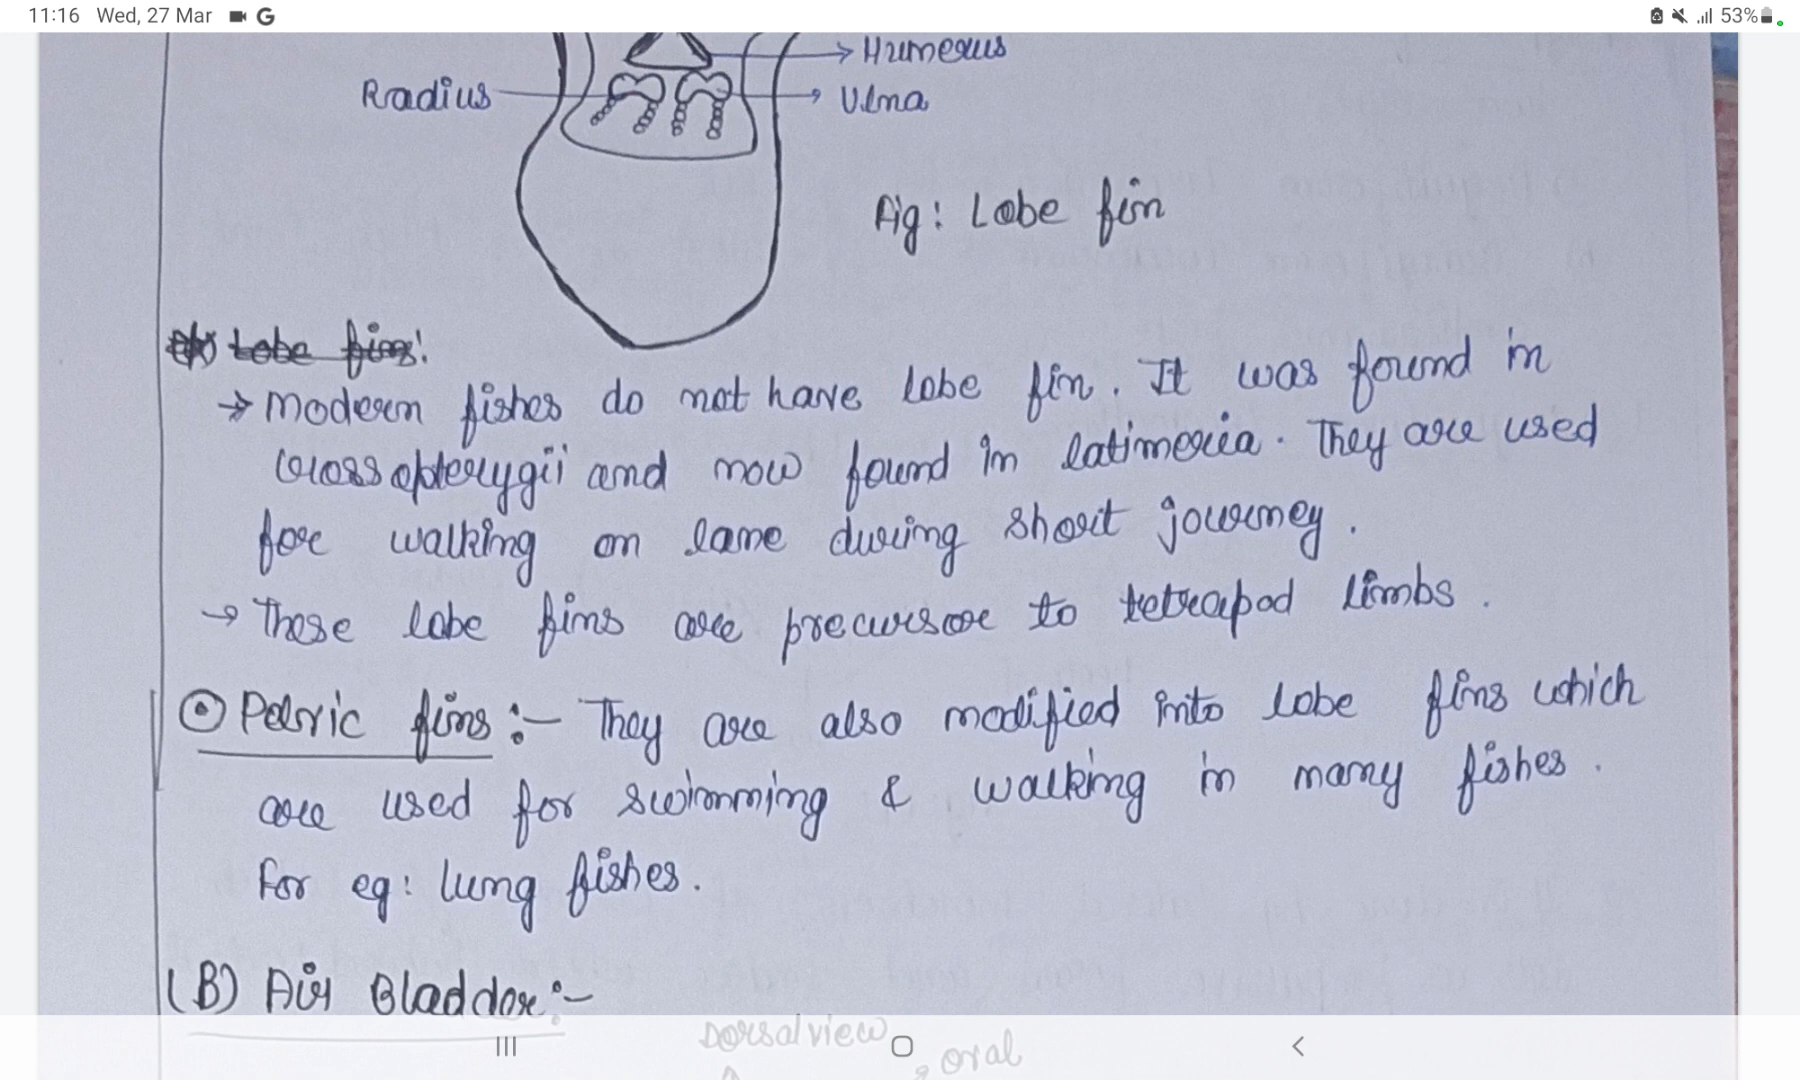 11:16 Wed, 27 Mar G
53%
Humerus
Radius
Ulna
Fig: Lobe fin
Lobe fins:
→ Modern fishes do not have lobe fin. It was found in
crossopterygii and now found in latimeria. They are used
for walking on lane during short journey.
→ These lobe fins are precursor to tetrapod limbs.
Pelvic fins :- They are also modified into lobe fins which
are used for swimming & walking in many fishes.
For eg: lung fishes.
(B) Air Bladder :-
Dorsal view
oral